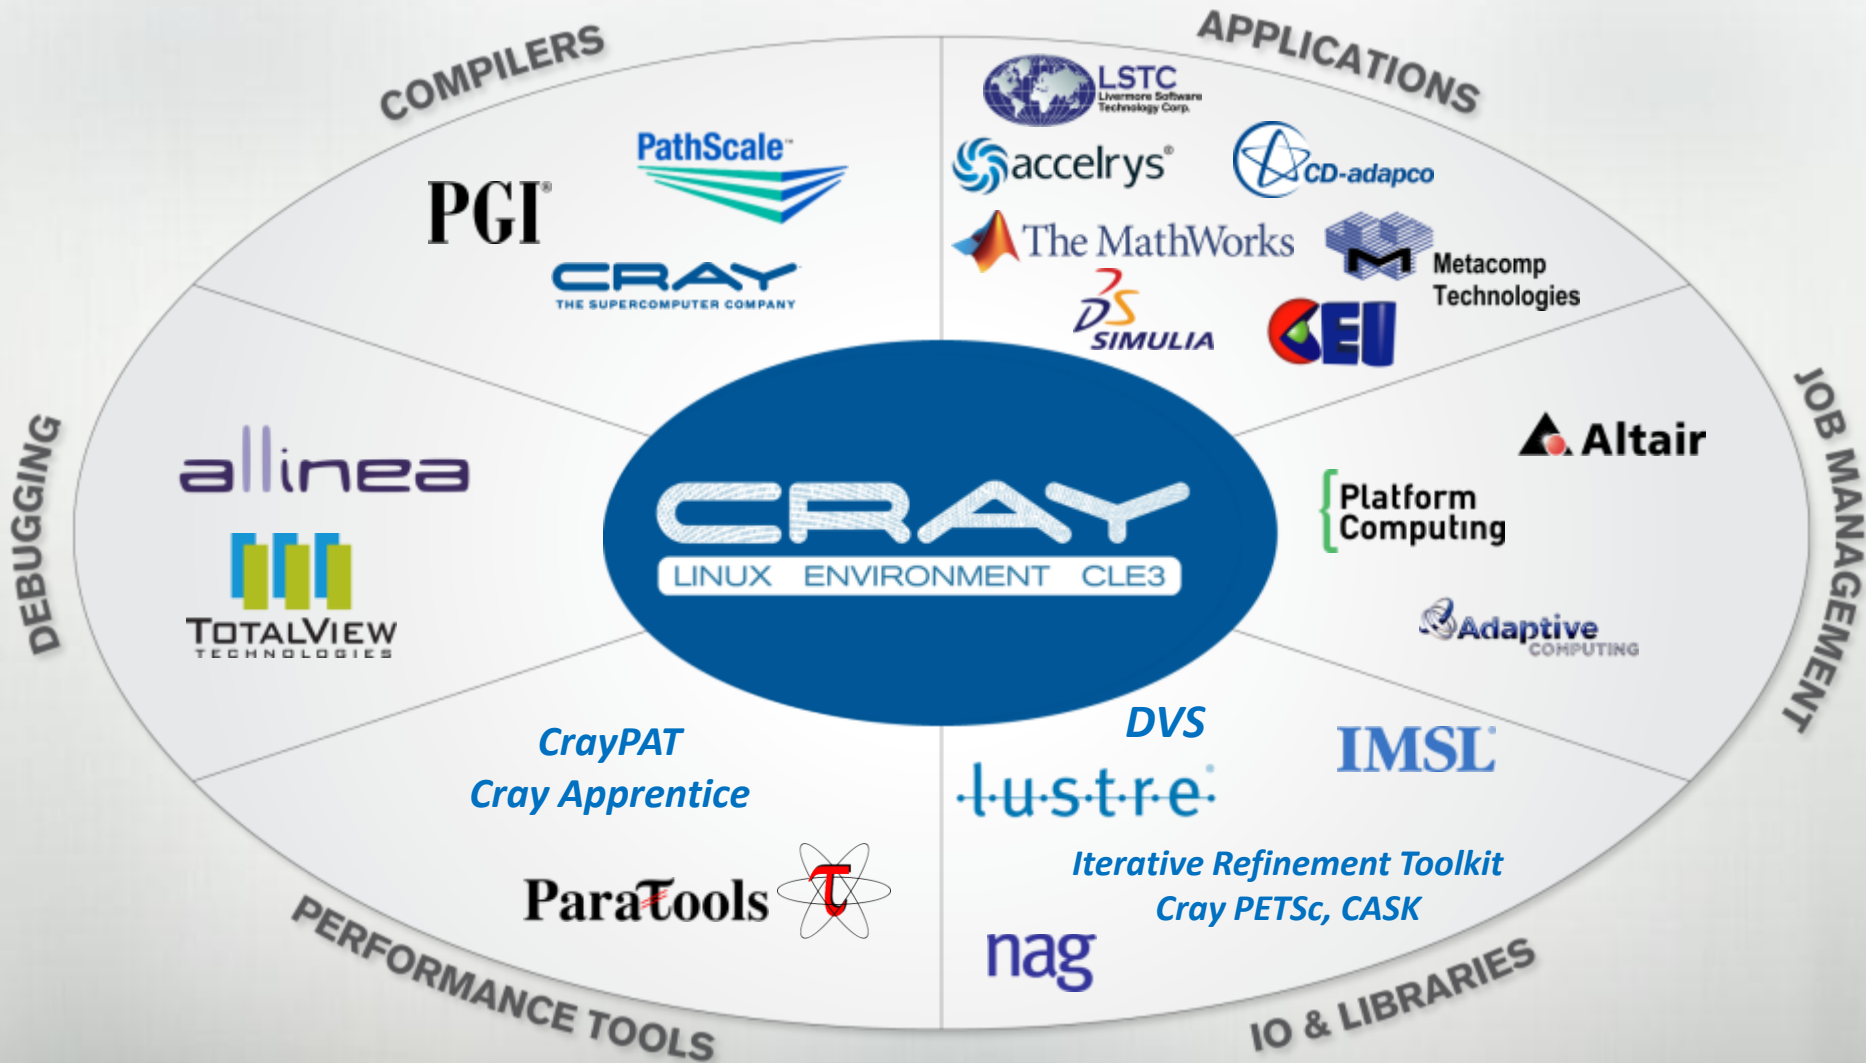 COMPILERS
PathScale™
PGI®
CRAY
THE SUPERCOMPUTER COMPANY
APPLICATIONS
LSTC
Livermore Software
Technology Corp.
accelrys®
CD-adapco
The MathWorks
Metacomp
Technologies
SIMULIA
CEI
JOB MANAGEMENT
Altair
Platform
Computing
Adaptive
COMPUTING
DEBUGGING
allinea
TOTALVIEW
TECHNOLOGIES
CRAY
LINUX ENVIRONMENT CLE3
PERFORMANCE TOOLS
CrayPAT
Cray Apprentice
ParaTools
IO & LIBRARIES
DVS
IMSL
l·u·s·t·r·e
Iterative Refinement Toolkit
Cray PETSc, CASK
nag